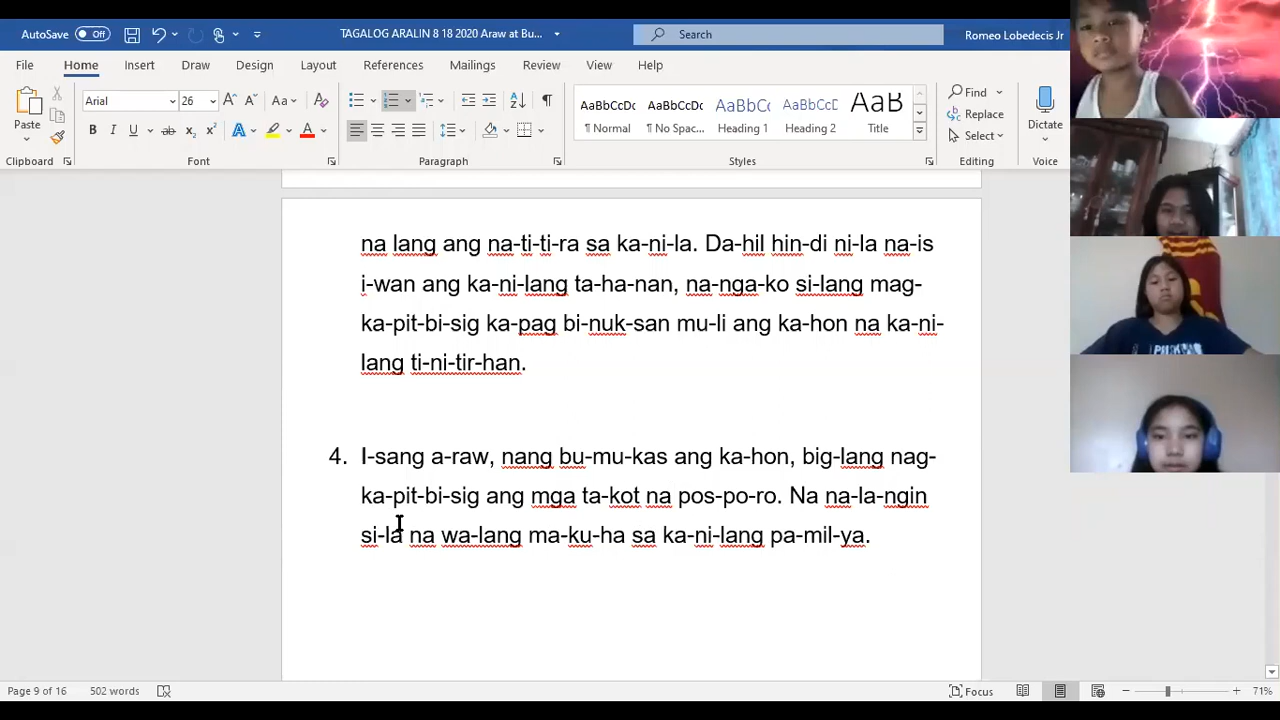 AutoSave Off TAGALOG ARALIN 8 18 2020 Araw at Bu... Search Romeo Lobedecis Jr
File Home Insert Draw Design Layout References Mailings Review View Help
Arial 26 Aa AaBbCcDc AaBbCcDc AaBbCc AaBbCcD AaB Find
Paste B I U ab x₂ x² A A Normal No Spac... Heading 1 Heading 2 Title Replace Select Dictate
Clipboard Font Paragraph Styles Editing Voice
na lang ang na-ti-ti-ra sa ka-ni-la. Da-hil hin-di ni-la na-is
i-wan ang ka-ni-lang ta-ha-nan, na-nga-ko si-lang mag-
ka-pit-bi-sig ka-pag bi-nuk-san mu-li ang ka-hon na ka-ni-
lang ti-ni-tir-han.
4. I-sang a-raw, nang bu-mu-kas ang ka-hon, big-lang nag-
ka-pit-bi-sig ang mga ta-kot na pos-po-ro. Na na-la-ngin
si-la na wa-lang ma-ku-ha sa ka-ni-lang pa-mil-ya.
Page 9 of 16 502 words Focus 71%